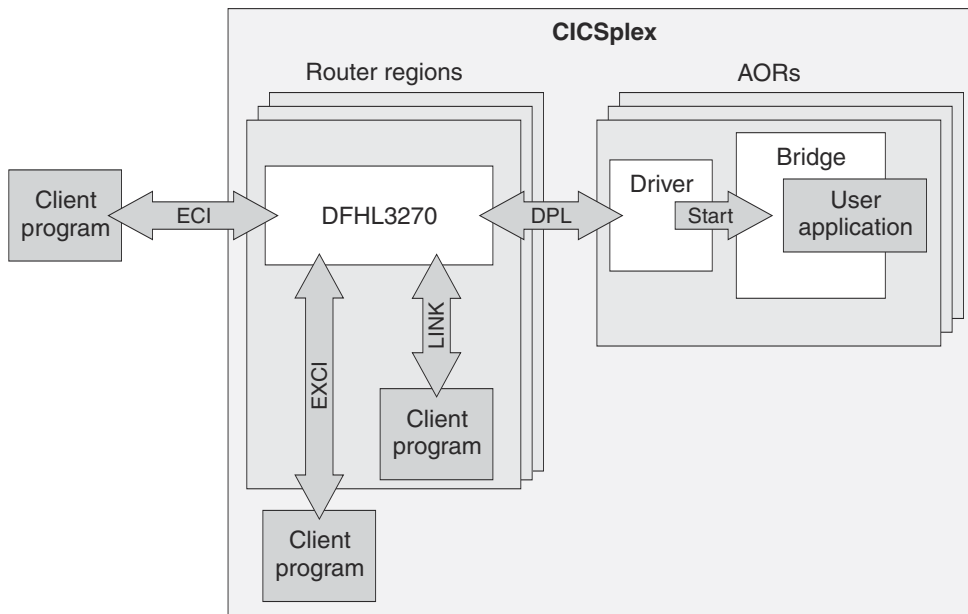 CICSplex
Router regions
AORs
Client
program
ECI
DFHL3270
DPL
Driver
Start
Bridge
User
application
EXCI
LINK
Client
program
Client
program